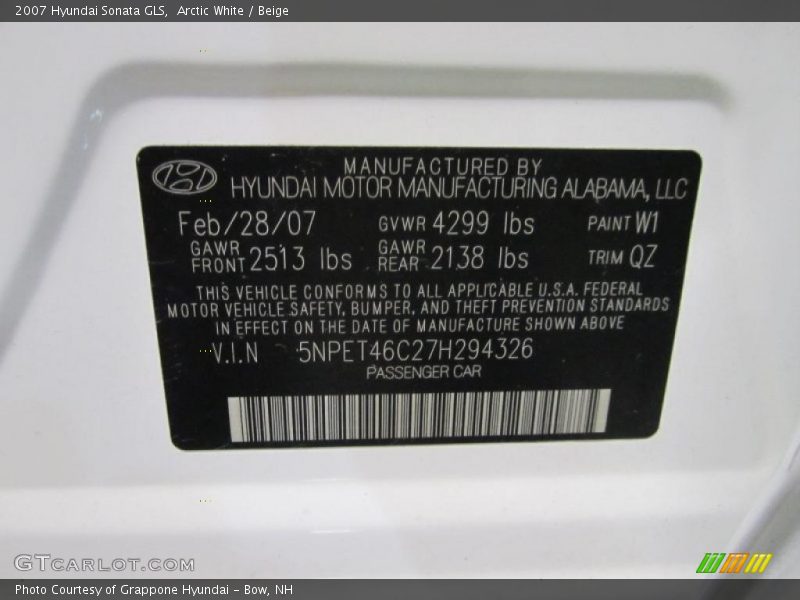 2007 Hyundai Sonata GLS,  Arctic White / Beige
MANUFACTURED BY
HYUNDAI MOTOR MANUFACTURING ALABAMA, LLC
Feb/28/07 GVWR 4299 lbs PAINT W1
GAWR FRONT 2513 lbs GAWR REAR 2138 lbs TRIM QZ
THIS VEHICLE CONFORMS TO ALL APPLICABLE U.S.A. FEDERAL
MOTOR VEHICLE SAFETY, BUMPER, AND THEFT PREVENTION STANDARDS
IN EFFECT ON THE DATE OF MANUFACTURE SHOWN ABOVE
V.I.N 5NPET46C27H294326
PASSENGER CAR
GTCARLOT.COM
Photo Courtesy of Grappone Hyundai - Bow, NH